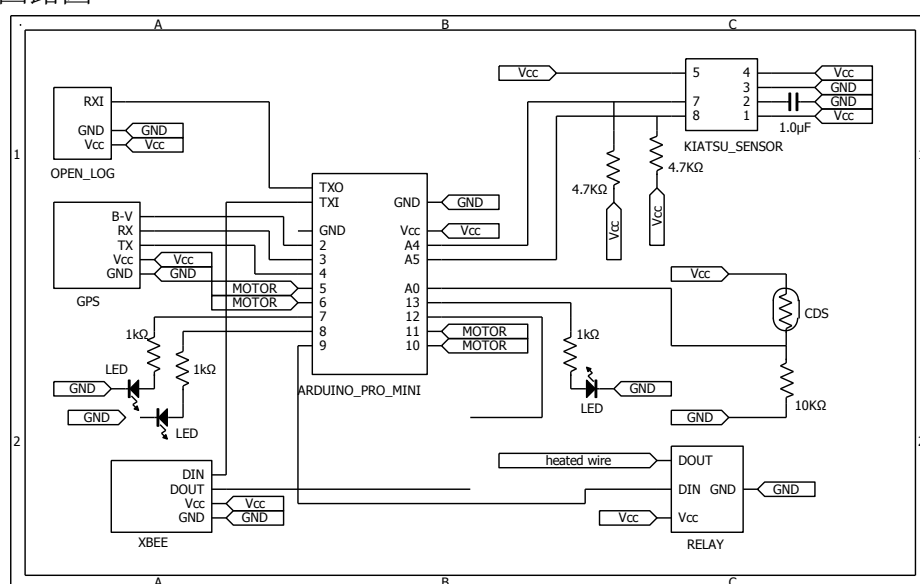 回路図
A B C
Vcc
5 4 Vcc
3 GND
7 2 GND
8 1 Vcc
1.0µF
KIATSU_SENSOR
RXI
GND GND
Vcc Vcc
OPEN_LOG
1 1
4.7KΩ
4.7KΩ
Vcc
Vcc
TXO
TXI GND GND
GND Vcc Vcc
2 A4
3 A5
4
5 A0
6 13
7 12
8 11 MOTOR
9 10 MOTOR
ARDUINO_PRO_MINI
B-V
RX
TX
Vcc Vcc
GND GND
GPS
MOTOR
MOTOR
Vcc
CDS
10KΩ
GND
1kΩ
1kΩ
LED
GND
GND
LED
1kΩ
GND
LED
2 2
DIN
DOUT
Vcc Vcc
GND GND
XBEE
heated wire DOUT
DIN GND GND
Vcc Vcc
RELAY
A B C